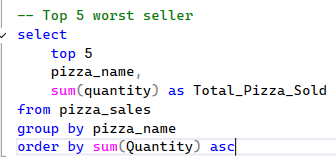 -- Top 5 worst seller
select
top 5
pizza_name,
sum(quantity) as Total_Pizza_Sold
from pizza_sales
group by pizza_name
order by sum(Quantity) asc